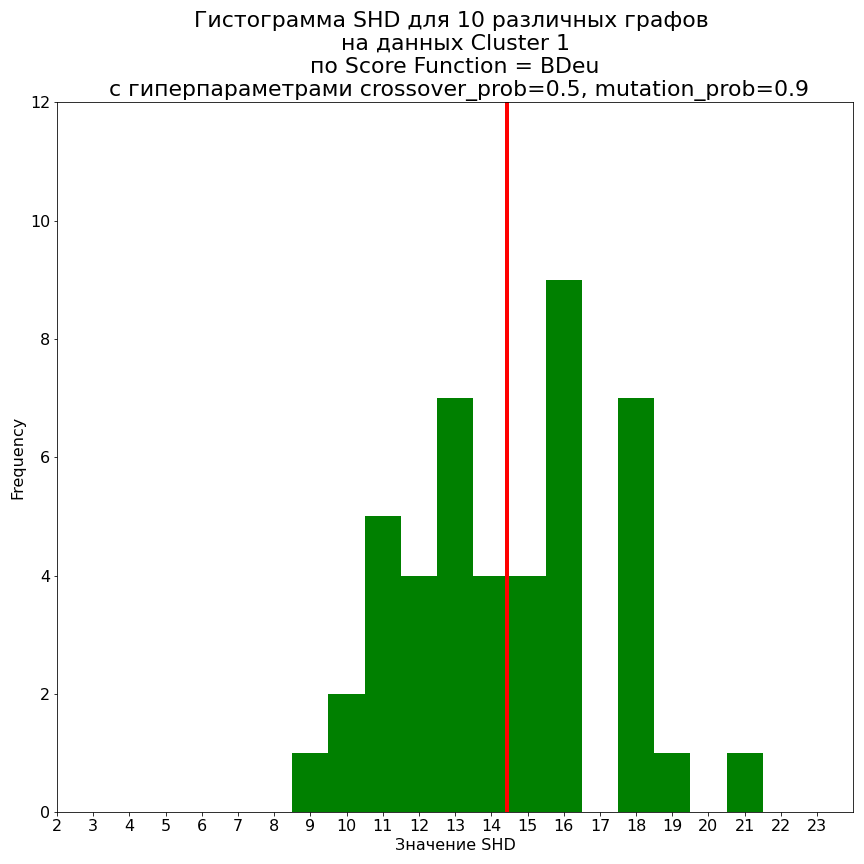 Гистограмма SHD для 10 различных графов
на данных Cluster 1
по Score Function = BDeu
с гиперпараметрами crossover_prob=0.5, mutation_prob=0.9
12
10
8
6
4
2
0
Frequency
2 3 4 5 6 7 8 9 10 11 12 13 14 15 16 17 18 19 20 21 22 23
Значение SHD